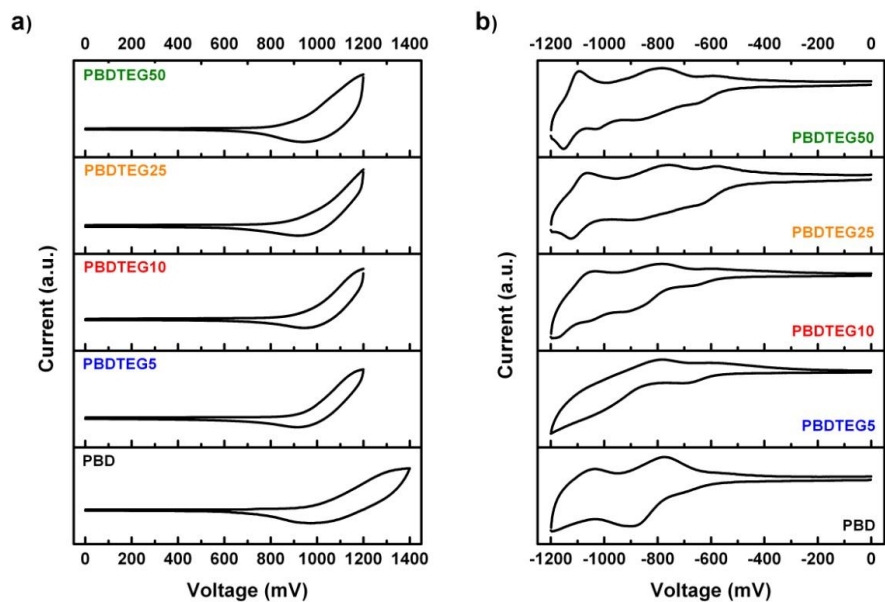 a)
0 200 400 600 800 1000 1200 1400
PBDTEG50
PBDTEG25
PBDTEG10
PBDTEG5
PBD
Current (a.u.)
0 200 400 600 800 1000 1200 1400
Voltage (mV)
b)
-1200 -1000 -800 -600 -400 -200 0
PBDTEG50
PBDTEG25
PBDTEG10
PBDTEG5
PBD
Current (a.u.)
-1200 -1000 -800 -600 -400 -200 0
Voltage (mV)